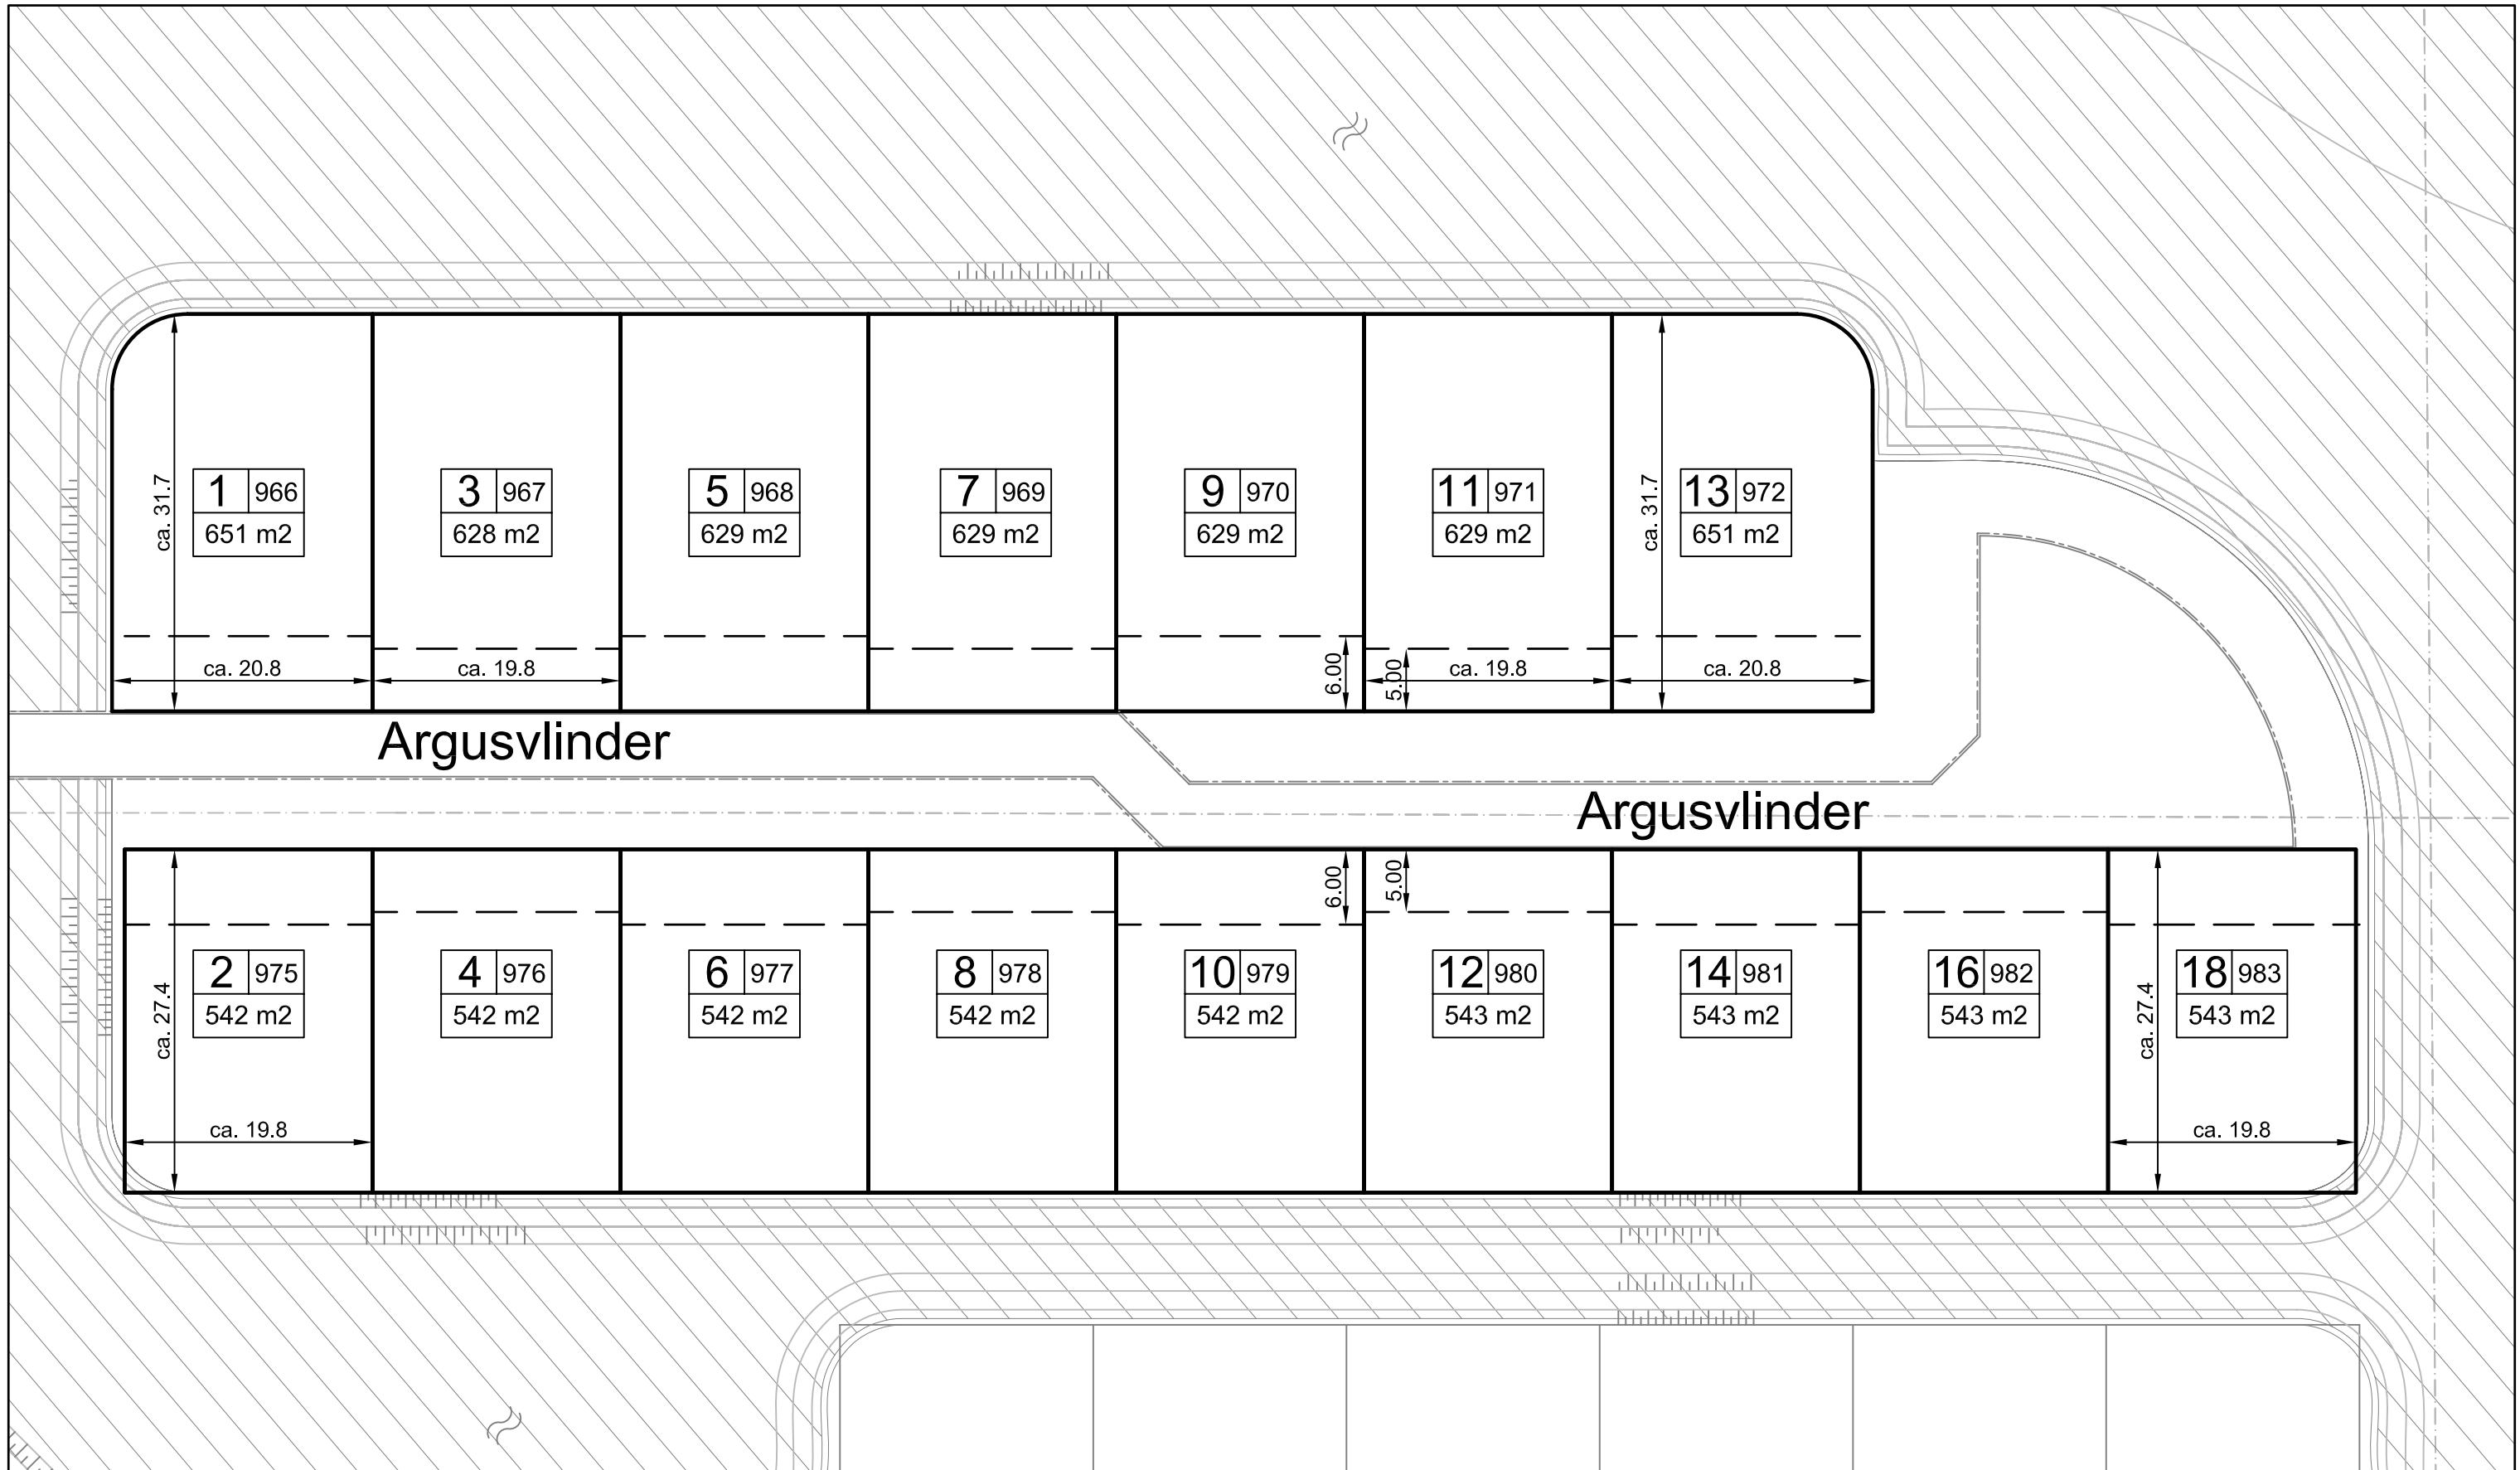 1 966
651 m2
3 967
628 m2
5 968
629 m2
7 969
629 m2
9 970
629 m2
11 971
629 m2
13 972
651 m2
ca. 31.7
ca. 31.7
ca. 20.8
ca. 19.8
6.00
5.00
ca. 19.8
ca. 20.8
Argusvlinder
Argusvlinder
6.00
5.00
2 975
542 m2
4 976
542 m2
6 977
542 m2
8 978
542 m2
10 979
542 m2
12 980
543 m2
14 981
543 m2
16 982
543 m2
18 983
543 m2
ca. 27.4
ca. 27.4
ca. 19.8
ca. 19.8